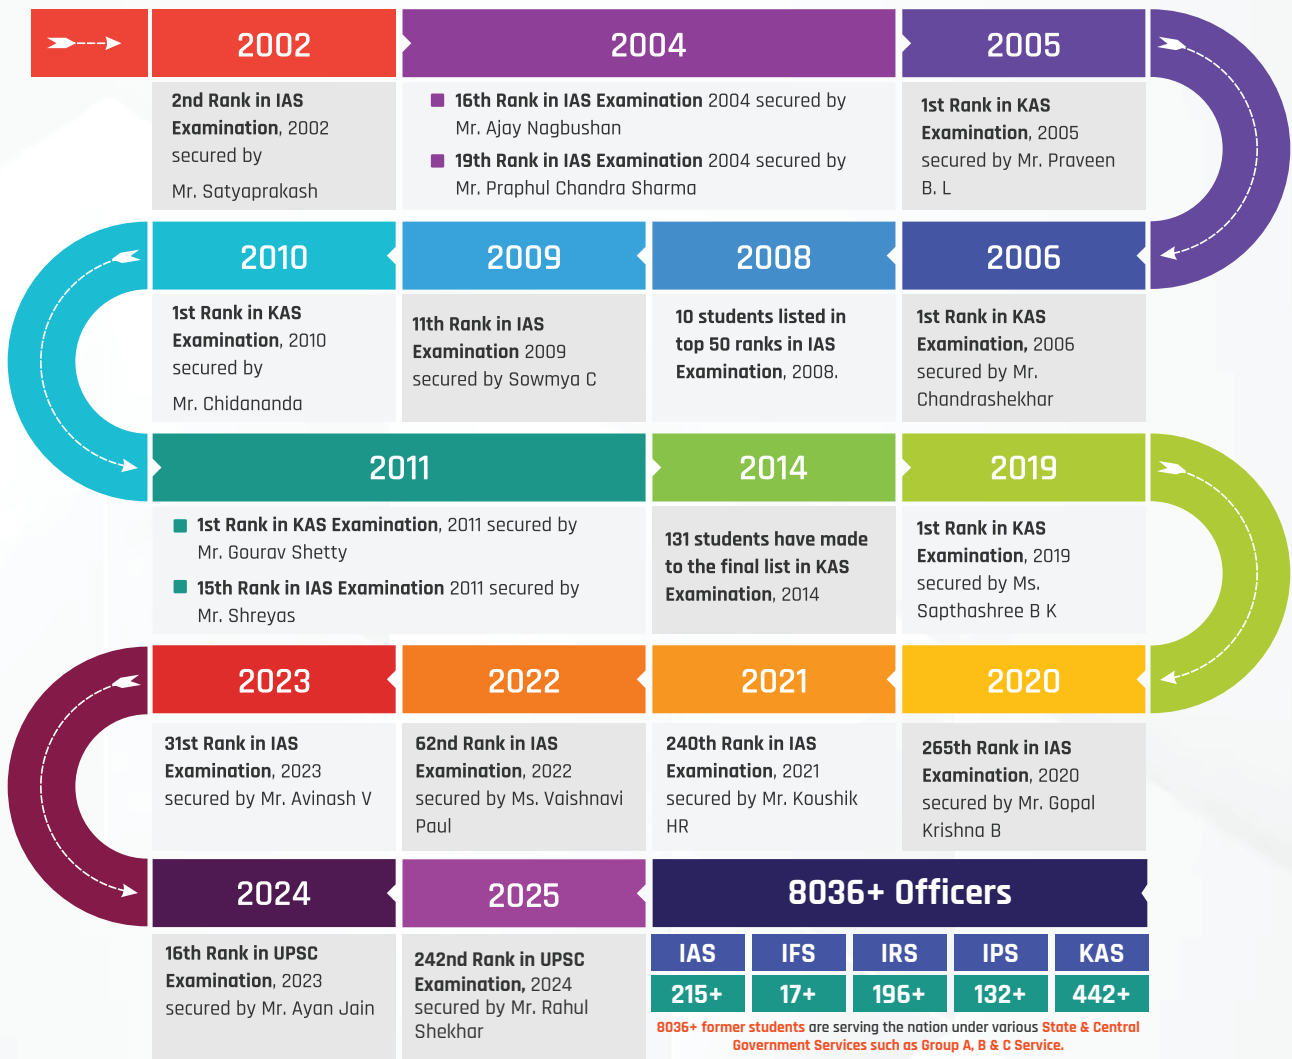 2002
2nd Rank in IAS
Examination, 2002
secured by
Mr. Satyaprakash
2004
16th Rank in IAS Examination 2004 secured by
Mr. Ajay Nagbushan
19th Rank in IAS Examination 2004 secured by
Mr. Praphul Chandra Sharma
2005
1st Rank in KAS
Examination, 2005
secured by Mr. Praveen
B. L
2010
1st Rank in KAS
Examination, 2010
secured by
Mr. Chidananda
2009
11th Rank in IAS
Examination 2009
secured by Sowmya C
2008
10 students listed in
top 50 ranks in IAS
Examination, 2008.
2006
1st Rank in KAS
Examination, 2006
secured by Mr.
Chandrashekhar
2011
1st Rank in KAS Examination, 2011 secured by
Mr. Gourav Shetty
15th Rank in IAS Examination 2011 secured by
Mr. Shreyas
2014
131 students have made
to the final list in KAS
Examination, 2014
2019
1st Rank in KAS
Examination, 2019
secured by Ms.
Sapthashree B K
2023
31st Rank in IAS
Examination, 2023
secured by Mr. Avinash V
2022
62nd Rank in IAS
Examination, 2022
secured by Ms. Vaishnavi
Paul
2021
240th Rank in IAS
Examination, 2021
secured by Mr. Koushik
HR
2020
265th Rank in IAS
Examination, 2020
secured by Mr. Gopal
Krishna B
2024
16th Rank in UPSC
Examination, 2023
secured by Mr. Ayan Jain
2025
242nd Rank in UPSC
Examination, 2024
secured by Mr. Rahul
Shekhar
8036+ Officers
IAS IFS IRS IPS KAS
215+ 17+ 196+ 132+ 442+
8036+ former students are serving the nation under various State & Central
Government Services such as Group A, B & C Service.